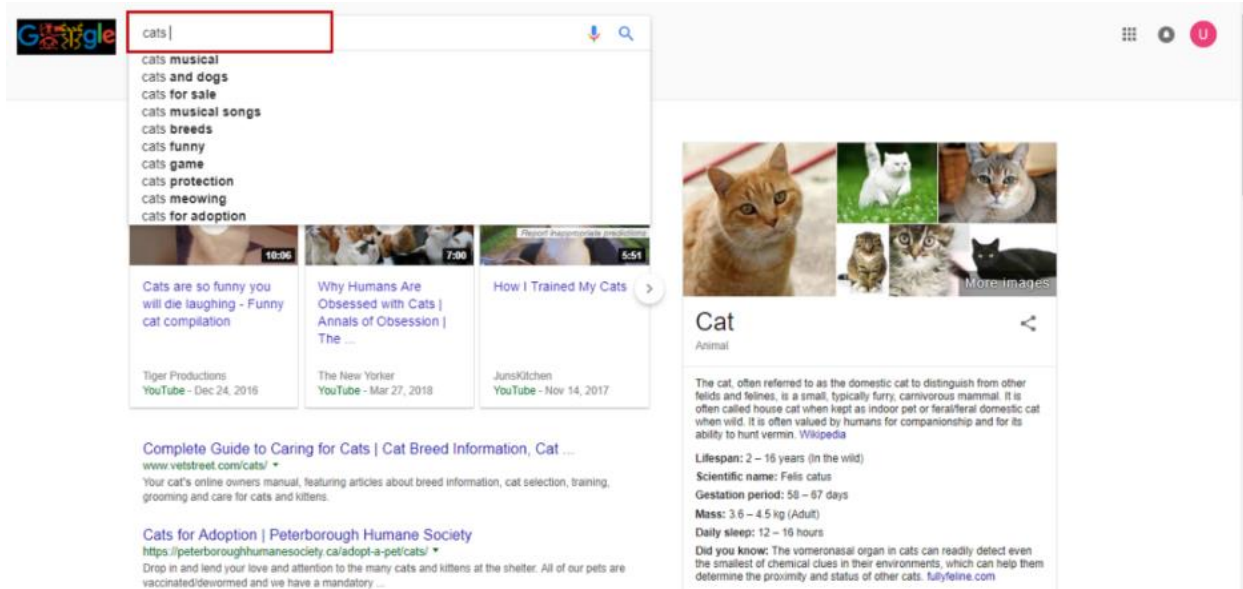 Google
cats
cats musical
cats and dogs
cats for sale
cats musical songs
cats breeds
cats funny
cats game
cats protection
cats meowing
cats for adoption
Report inappropriate predictions
U
10:06
7:00
5:51
Cats are so funny you
will die laughing - Funny
cat compilation
Tiger Productions
YouTube - Dec 24, 2016
Why Humans Are
Obsessed with Cats |
Annals of Obsession |
The ...
The New Yorker
YouTube - Mar 27, 2018
How I Trained My Cats
JunsKitchen
YouTube - Nov 14, 2017
Complete Guide to Caring for Cats | Cat Breed Information, Cat ...
www.vetstreet.com/cats/
Your cat's online owners manual, featuring articles about breed information, cat selection, training,
grooming and care for cats and kittens.
Cats for Adoption | Peterborough Humane Society
https://peterboroughhumanesociety.ca/adopt-a-pet/cats/
Drop in and lend your love and attention to the many cats and kittens at the shelter. All of our pets are
vaccinated/dewormed and we have a mandatory ...
More images
Cat
Animal
The cat, often referred to as the domestic cat to distinguish from other
felids and felines, is a small, typically furry, carnivorous mammal. It is
often called house cat when kept as indoor pet or feral/feral domestic cat
when wild. It is often valued by humans for companionship and for its
ability to hunt vermin. Wikipedia
Lifespan: 2 – 16 years (In the wild)
Scientific name: Felis catus
Gestation period: 58 – 67 days
Mass: 3.6 – 4.5 kg (Adult)
Daily sleep: 12 – 16 hours
Did you know: The vomeronasal organ in cats can readily detect even
the smallest of chemical clues in their environments, which can help them
determine the proximity and status of other cats. fullyfeline.com